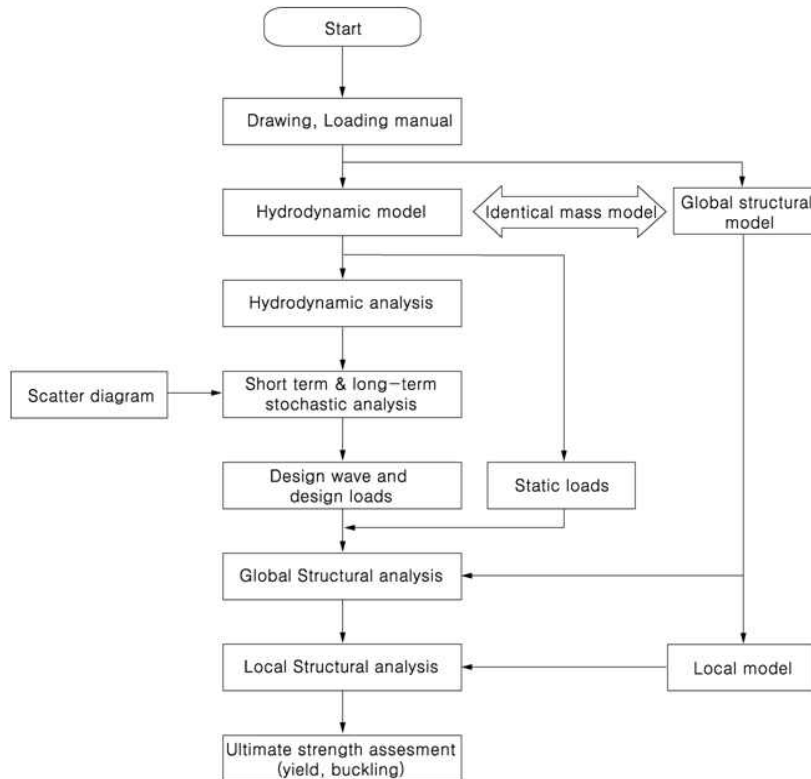 Start
Drawing, Loading manual
Hydrodynamic model
Identical mass model
Global structural
model
Hydrodynamic analysis
Scatter diagram
Short term & long-term
stochastic analysis
Design wave and
design loads
Static loads
Global Structural analysis
Local Structural analysis
Local model
Ultimate strength assesment
(yield, buckling)